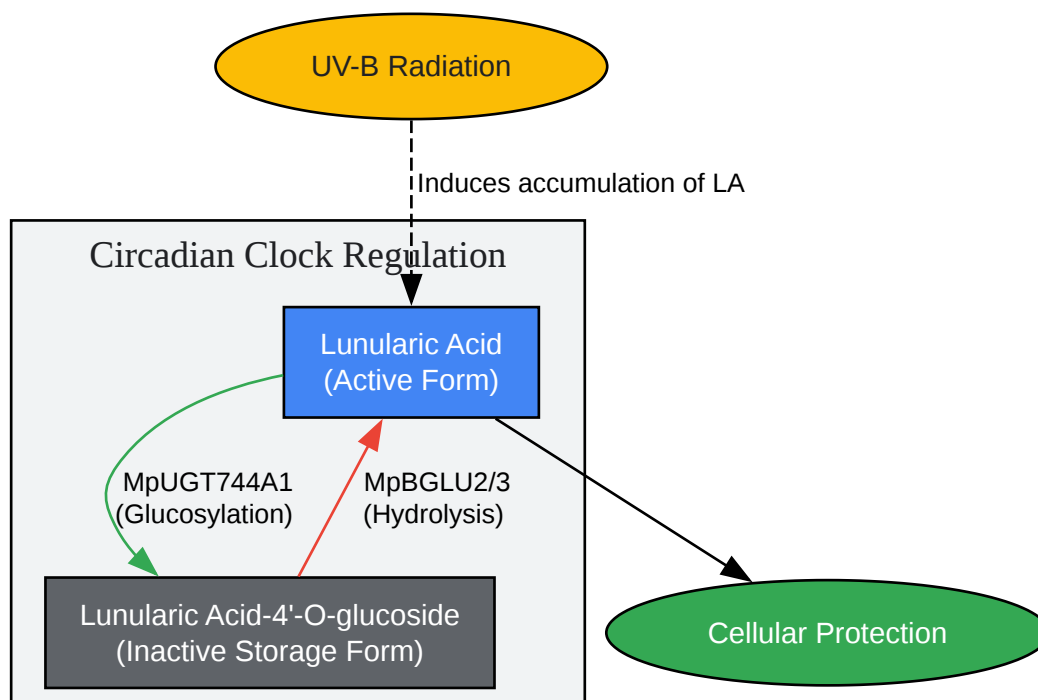 UV-B Radiation
Induces accumulation of LA
Circadian Clock Regulation
Lunularic Acid
(Active Form)
MpUGT744A1
(Glucosylation)
MpBGLU2/3
(Hydrolysis)
Lunularic Acid-4'-O-glucoside
(Inactive Storage Form)
Cellular Protection